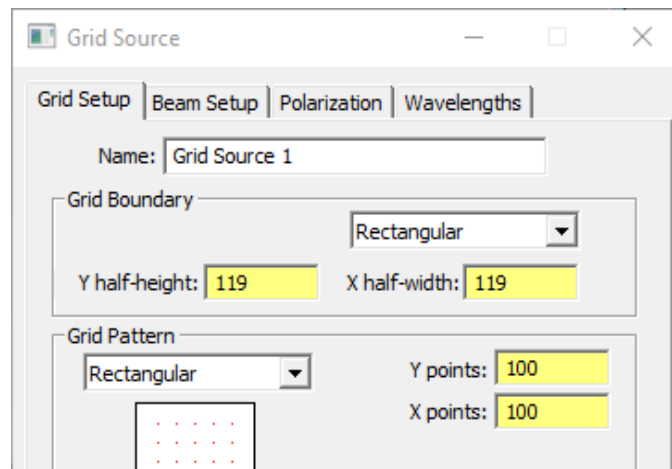 Grid Source
Grid Setup Beam Setup Polarization Wavelengths
Name: Grid Source 1
Grid Boundary
Rectangular
Y half-height: 119 X half-width: 119
Grid Pattern
Rectangular Y points: 100
X points: 100